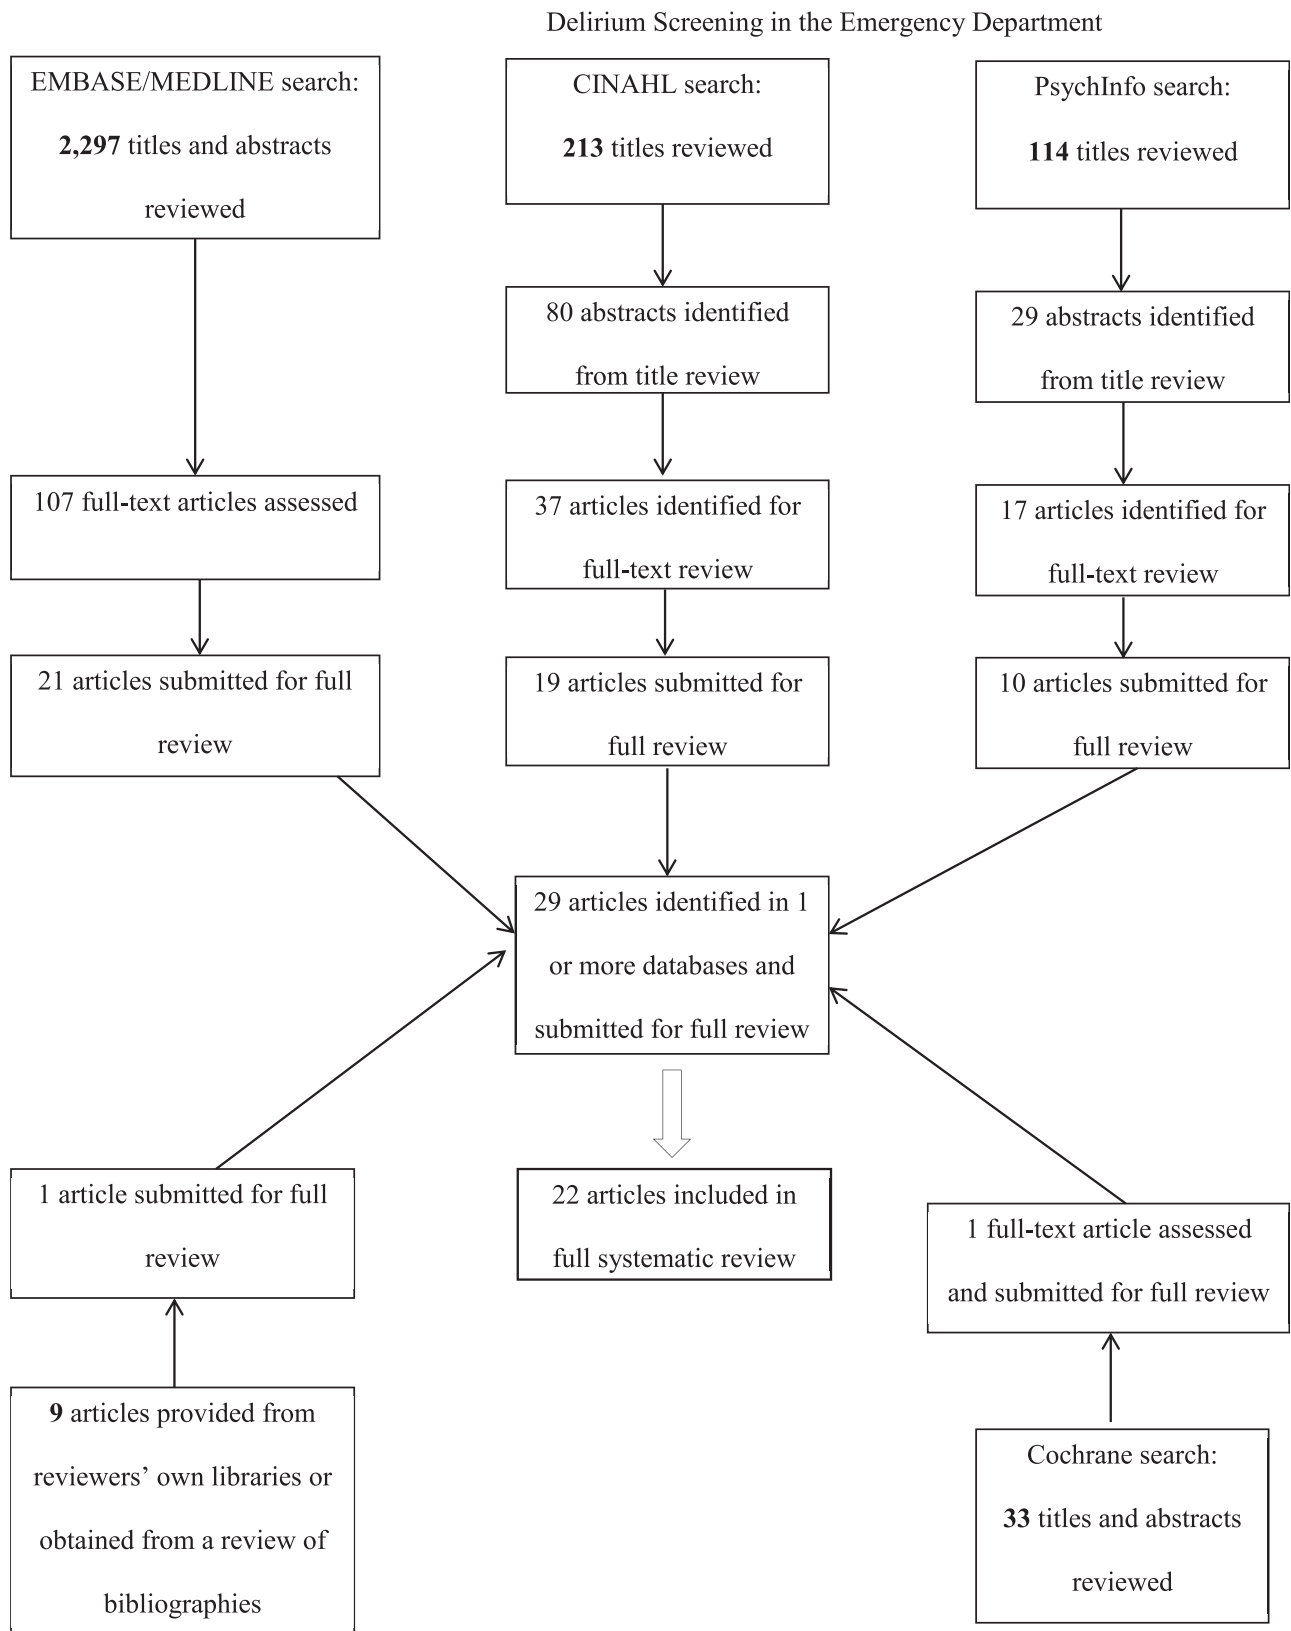 Delirium Screening in the Emergency Department
EMBASE/MEDLINE search:
2,297 titles and abstracts
reviewed
CINAHL search:
213 titles reviewed
PsychInfo search:
114 titles reviewed
80 abstracts identified
from title review
29 abstracts identified
from title review
107 full-text articles assessed
37 articles identified for
full-text review
17 articles identified for
full-text review
21 articles submitted for full
review
19 articles submitted for
full review
10 articles submitted for
full review
29 articles identified in 1
or more databases and
submitted for full review
1 article submitted for full
review
22 articles included in
full systematic review
1 full-text article assessed
and submitted for full review
9 articles provided from
reviewers’ own libraries or
obtained from a review of
bibliographies
Cochrane search:
33 titles and abstracts
reviewed